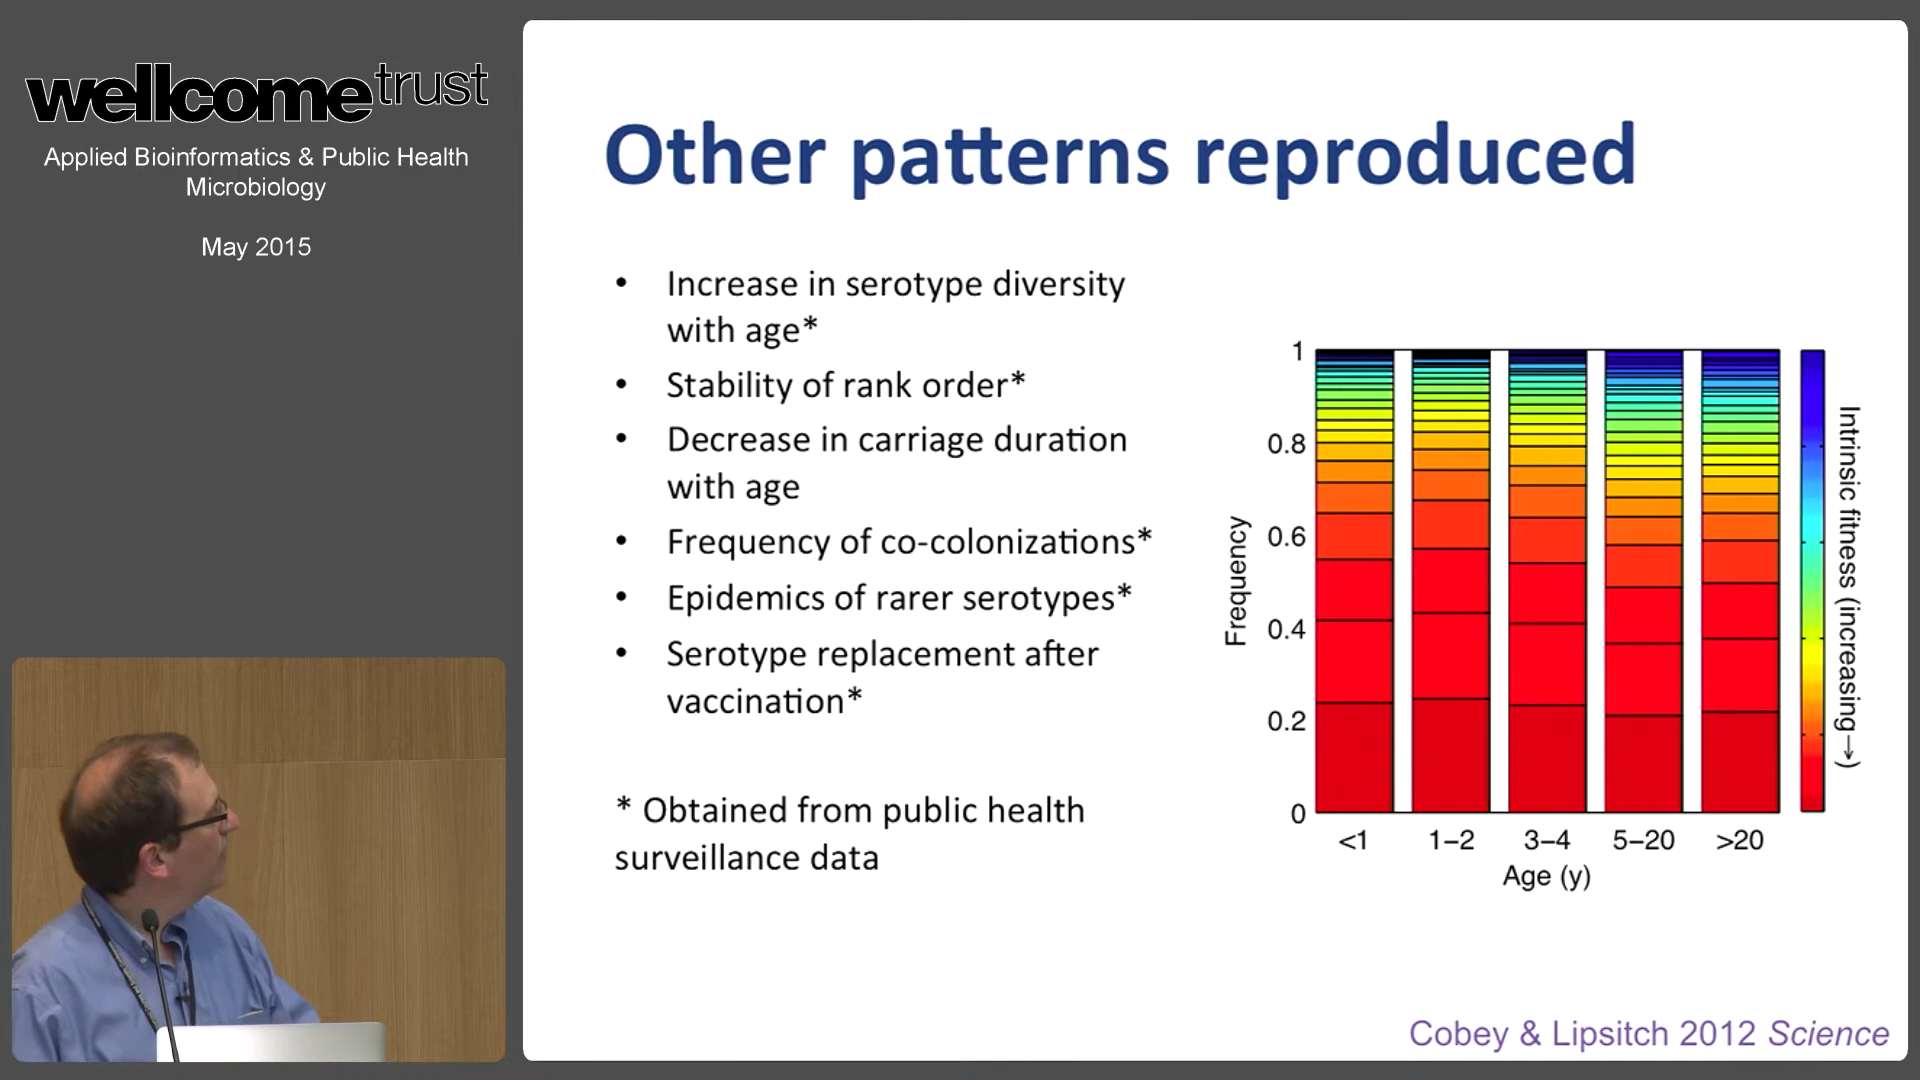 wellcometrust
Applied Bioinformatics & Public Health
Microbiology
May 2015
Other patterns reproduced
• Increase in serotype diversity
with age*
• Stability of rank order*
• Decrease in carriage duration
with age
• Frequency of co-colonizations*
• Epidemics of rarer serotypes*
• Serotype replacement after
vaccination*
* Obtained from public health
surveillance data
1
0.8
0.6
0.4
0.2
0
Frequency
<1 1–2 3–4 5–20 >20
Age (y)
Intrinsic fitness (increasing→)
Cobey & Lipsitch 2012 Science